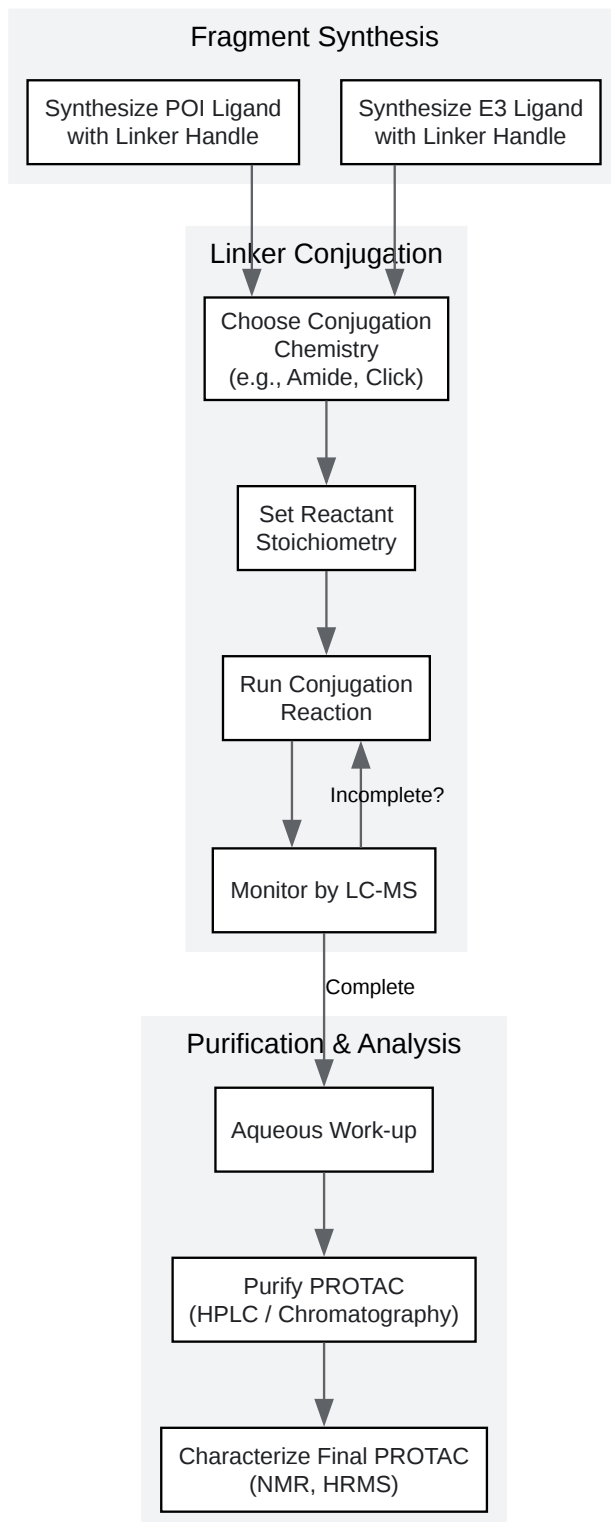 Fragment Synthesis
Synthesize POI Ligand
with Linker Handle
Synthesize E3 Ligand
with Linker Handle
Linker Conjugation
Choose Conjugation
Chemistry
(e.g., Amide, Click)
Set Reactant
Stoichiometry
Run Conjugation
Reaction
Incomplete?
Monitor by LC-MS
Complete
Purification & Analysis
Aqueous Work-up
Purify PROTAC
(HPLC / Chromatography)
Characterize Final PROTAC
(NMR, HRMS)